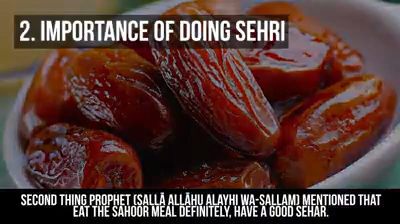 2. IMPORTANCE OF DOING SEHRI
SECOND THING PROPHET (SALLĀ ALLĀHU ALAYHI WA-SALLAM) MENTIONED THAT
EAT THE SAHOOR MEAL DEFINITELY, HAVE A GOOD SEHAR.